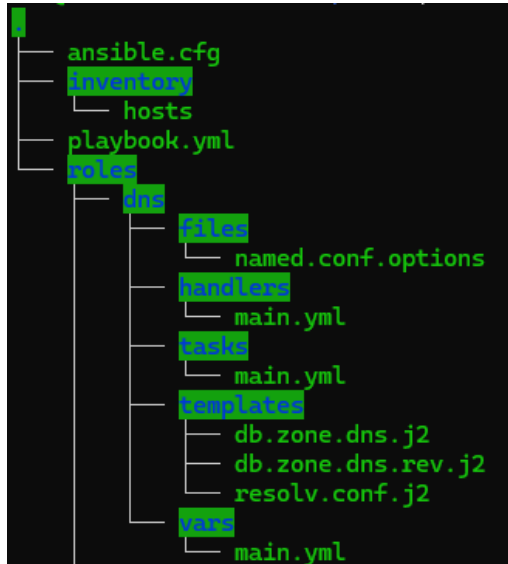 .
├── ansible.cfg
├── inventory
│   └── hosts
├── playbook.yml
└── roles
    ├── dns
    │   ├── files
    │   │   └── named.conf.options
    │   ├── handlers
    │   │   └── main.yml
    │   ├── tasks
    │   │   └── main.yml
    │   ├── templates
    │   │   ├── db.zone.dns.j2
    │   │   ├── db.zone.dns.rev.j2
    │   │   └── resolv.conf.j2
    │   └── vars
    │       └── main.yml